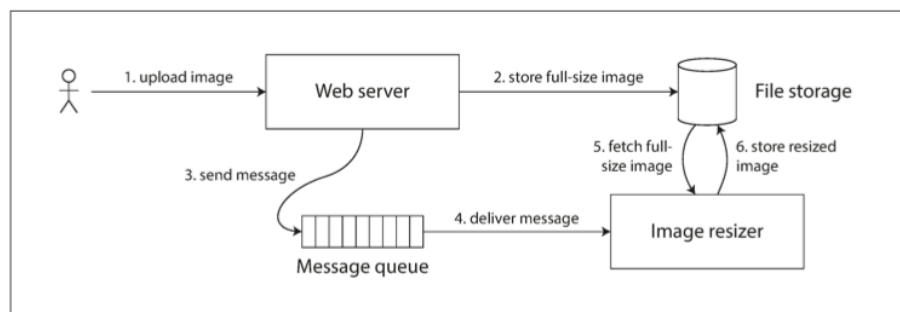 1. upload image
Web server
2. store full-size image
File storage
3. send message
5. fetch full-
size image
6. store resized
image
4. deliver message
Image resizer
Message queue